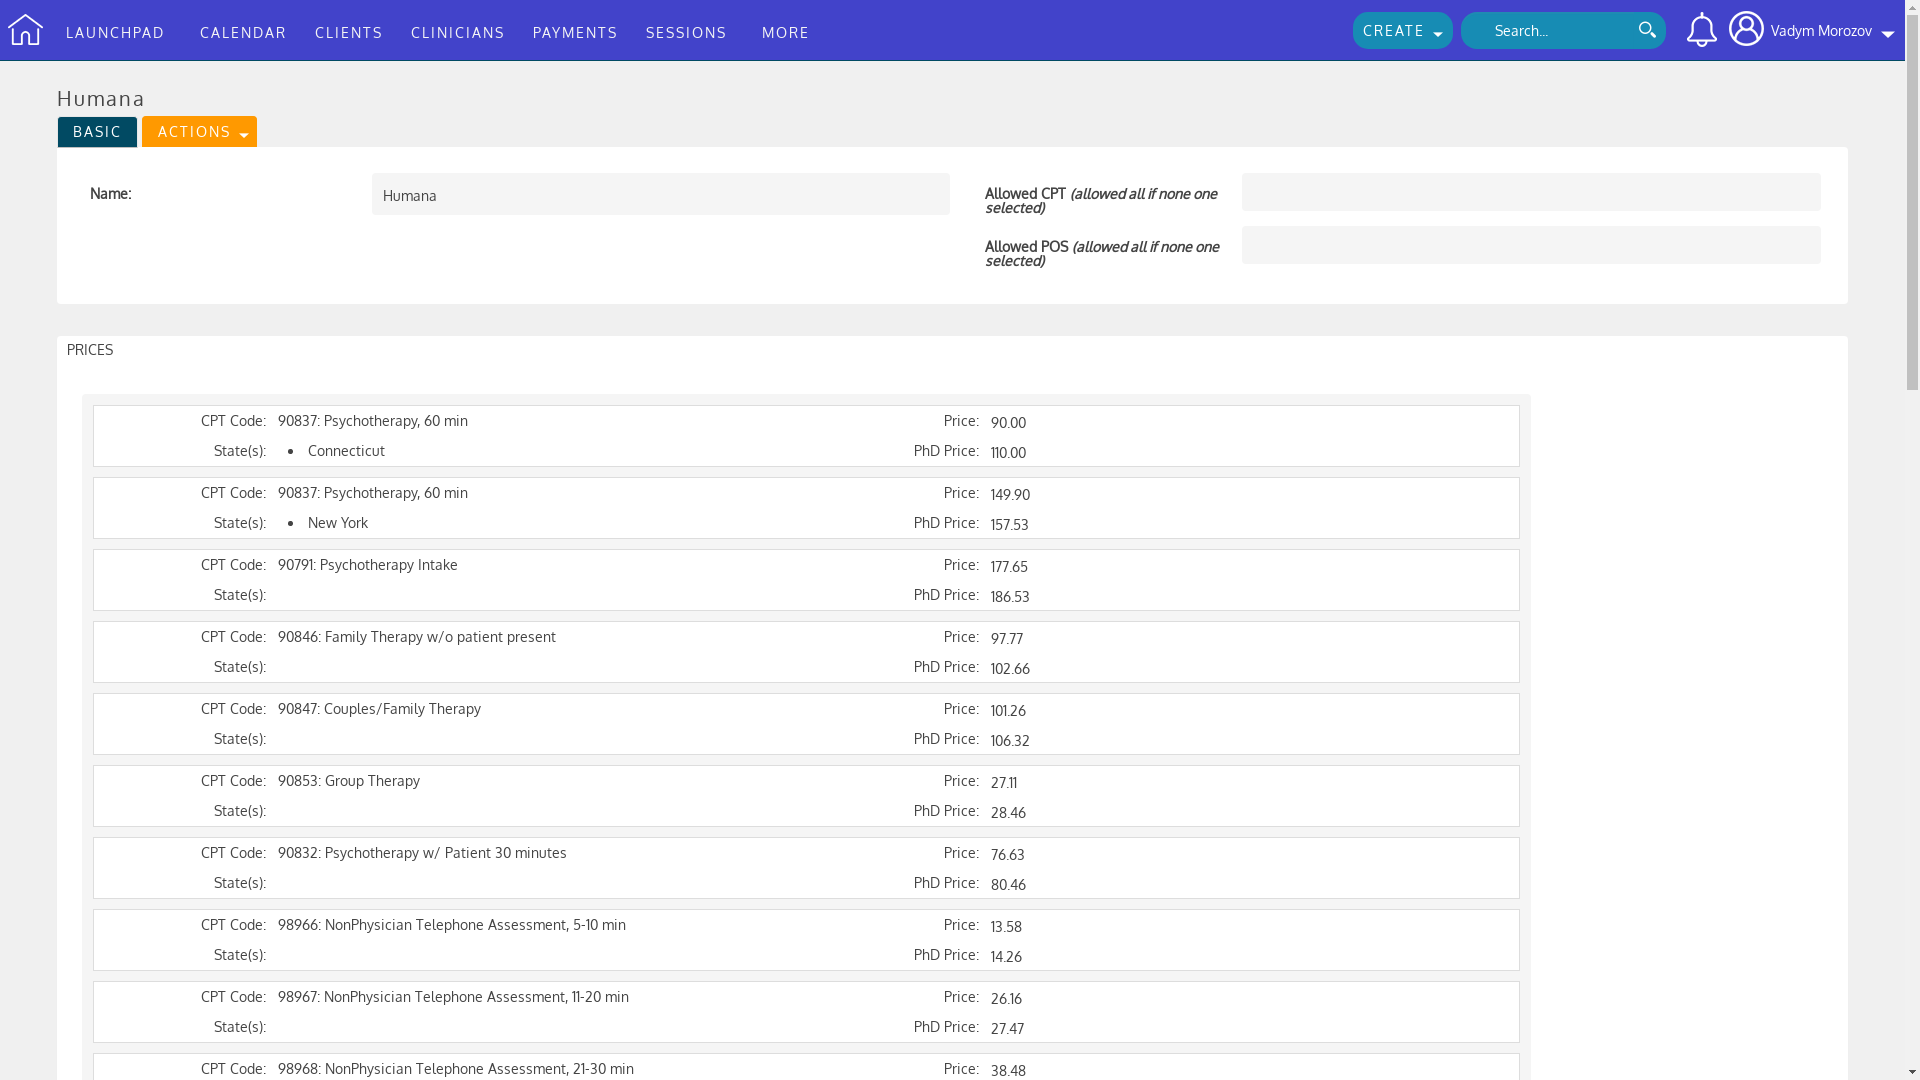 LAUNCHPAD CALENDAR CLIENTS CLINICIANS PAYMENTS SESSIONS MORE CREATE Search... Vadym Morozov
Humana
BASIC ACTIONS
Name: Humana
Allowed CPT (allowed all if none one
selected)
Allowed POS (allowed all if none one
selected)
PRICES
CPT Code: 90837: Psychotherapy, 60 min Price: 90.00
State(s): • Connecticut PhD Price: 110.00
CPT Code: 90837: Psychotherapy, 60 min Price: 149.90
State(s): • New York PhD Price: 157.53
CPT Code: 90791: Psychotherapy Intake Price: 177.65
State(s): PhD Price: 186.53
CPT Code: 90846: Family Therapy w/o patient present Price: 97.77
State(s): PhD Price: 102.66
CPT Code: 90847: Couples/Family Therapy Price: 101.26
State(s): PhD Price: 106.32
CPT Code: 90853: Group Therapy Price: 27.11
State(s): PhD Price: 28.46
CPT Code: 90832: Psychotherapy w/ Patient 30 minutes Price: 76.63
State(s): PhD Price: 80.46
CPT Code: 98966: NonPhysician Telephone Assessment, 5-10 min Price: 13.58
State(s): PhD Price: 14.26
CPT Code: 98967: NonPhysician Telephone Assessment, 11-20 min Price: 26.16
State(s): PhD Price: 27.47
CPT Code: 98968: NonPhysician Telephone Assessment, 21-30 min Price: 38.48